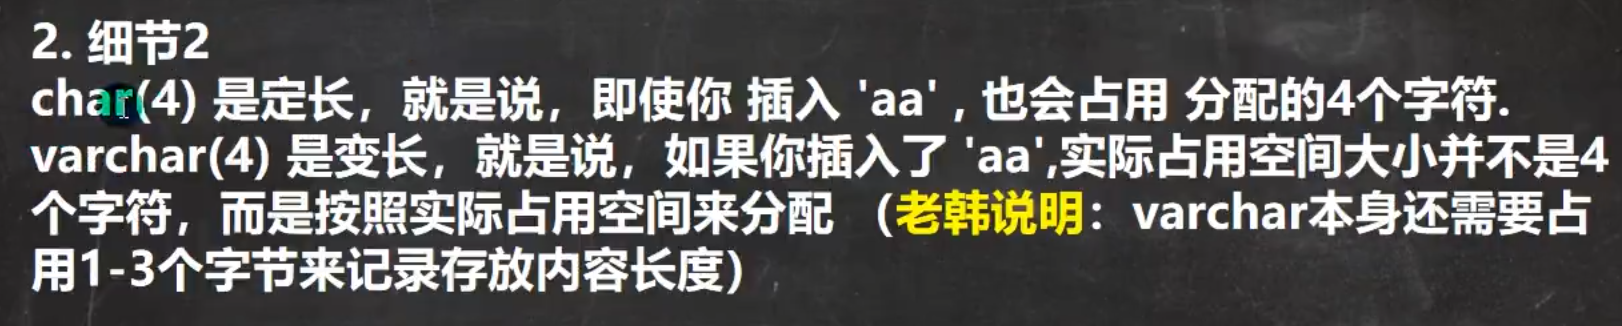 2. 细节2
char(4) 是定长，就是说，即使你 插入 'aa' , 也会占用 分配的4个字符.
varchar(4) 是变长，就是说，如果你插入了 'aa',实际占用空间大小并不是4
个字符，而是按照实际占用空间来分配 （老韩说明：varchar本身还需要占
用1-3个字节来记录存放内容长度）